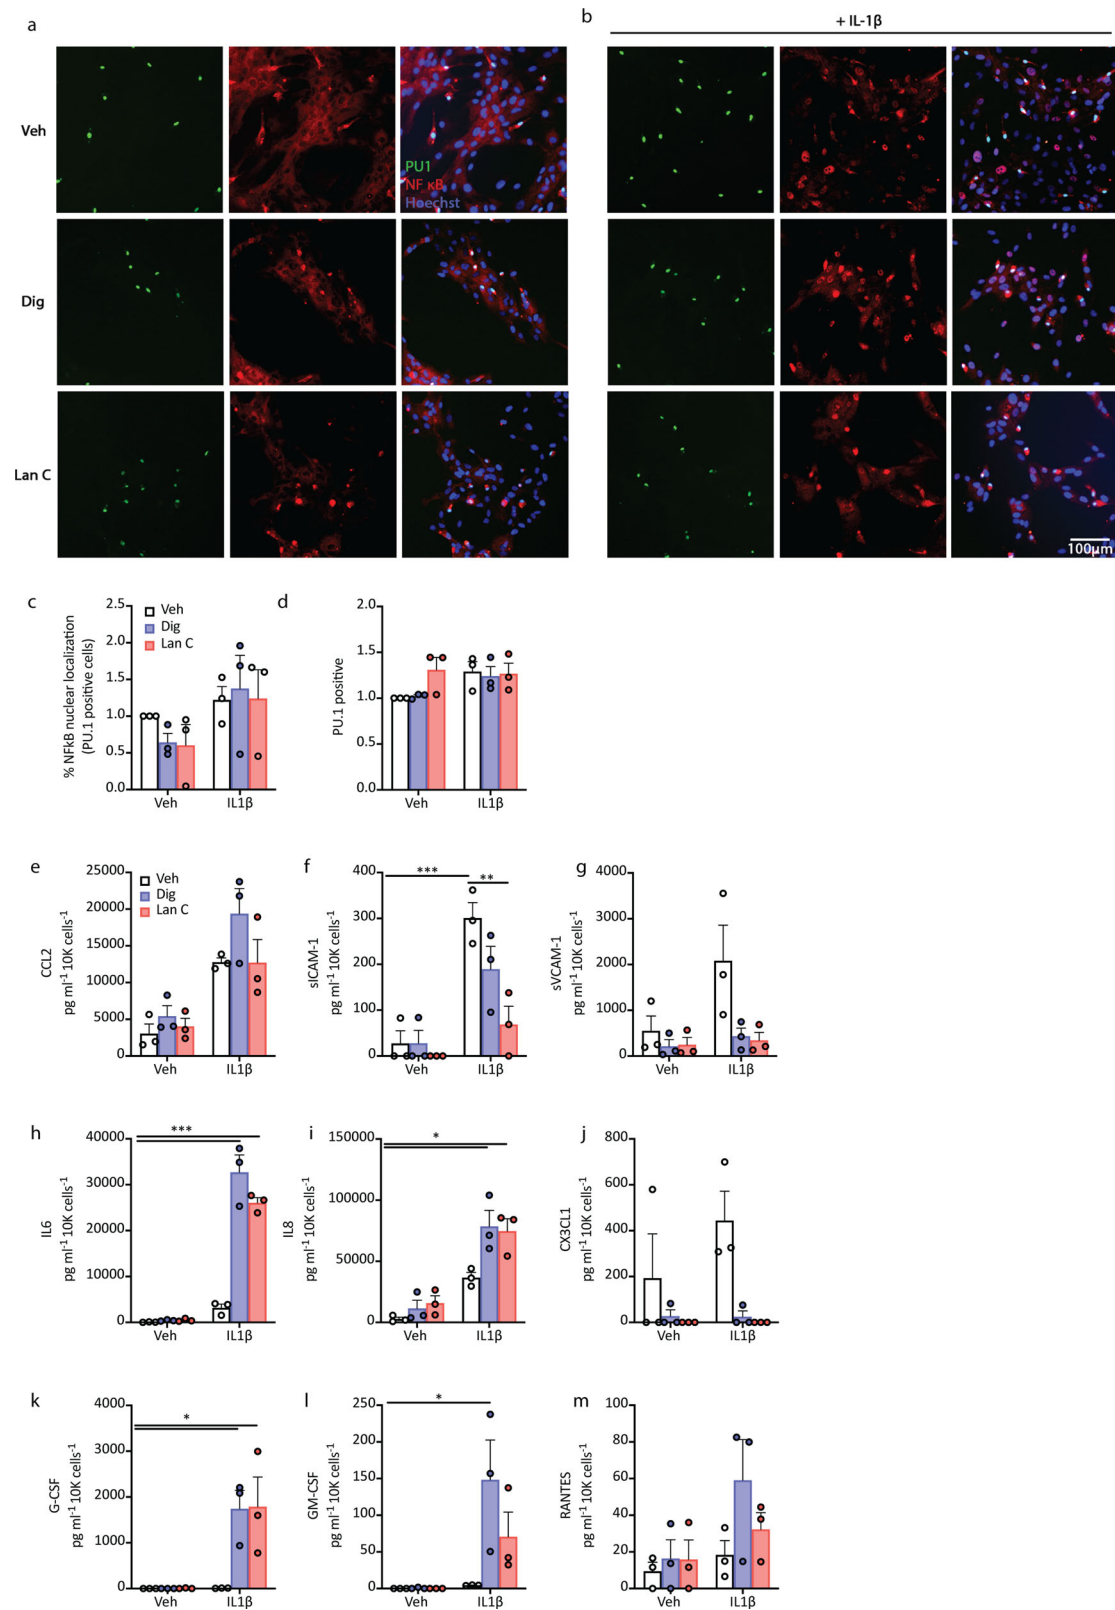 a
b
+ IL-1β
Veh
PU1
NF κB
Hoechst
Dig
Lan C
100µm
c
% NFkB nuclear localization
(PU.1 positive cells)
2.5
2.0
1.5
1.0
0.5
0.0
Veh
Dig
Lan C
Veh
IL1β
d
PU.1 positive
2.0
1.5
1.0
0.5
0.0
Veh
IL1β
e
CCL2
pg ml⁻¹ 10K cells⁻¹
25000
20000
15000
10000
5000
0
Veh
Dig
Lan C
Veh
IL1β
f
sICAM-1
pg ml⁻¹ 10K cells⁻¹
400
300
200
100
0
***
**
Veh
IL1β
g
sVCAM-1
pg ml⁻¹ 10K cells⁻¹
4000
3000
2000
1000
0
Veh
IL1β
h
IL6
pg ml⁻¹ 10K cells⁻¹
40000
30000
20000
10000
0
***
Veh
IL1β
i
IL8
pg ml⁻¹ 10K cells⁻¹
150000
100000
50000
0
*
Veh
IL1β
j
CX3CL1
pg ml⁻¹ 10K cells⁻¹
800
600
400
200
0
Veh
IL1β
k
G-CSF
pg ml⁻¹ 10K cells⁻¹
4000
3000
2000
1000
0
*
Veh
IL1β
l
GM-CSF
pg ml⁻¹ 10K cells⁻¹
250
200
150
100
50
0
*
Veh
IL1β
m
RANTES
pg ml⁻¹ 10K cells⁻¹
100
80
60
40
20
0
Veh
IL1β